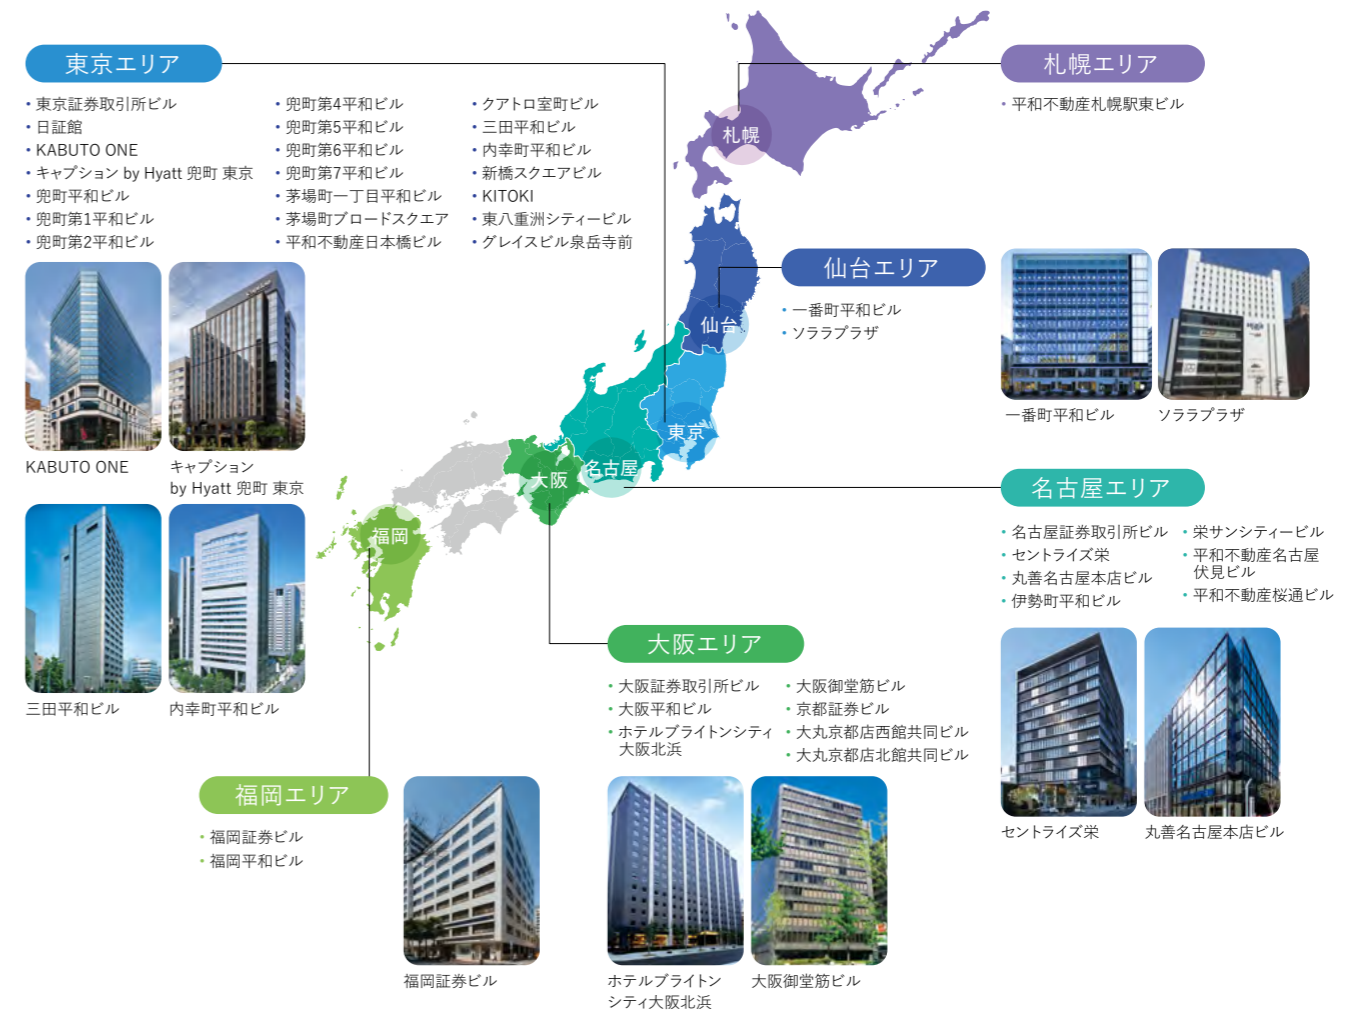 東京エリア
・東京証券取引所ビル
・日証館
・KABUTO ONE
・キャプション by Hyatt 兜町 東京
・兜町平和ビル
・兜町第1平和ビル
・兜町第2平和ビル
・兜町第4平和ビル
・兜町第5平和ビル
・兜町第6平和ビル
・兜町第7平和ビル
・茅場町一丁目平和ビル
・茅場町ブロードスクエア
・平和不動産日本橋ビル
・クアトロ室町ビル
・三田平和ビル
・内幸町平和ビル
・新橋スクエアビル
・KITOKI
・東八重洲シティービル
・グレイスビル泉岳寺前
KABUTO ONE
キャプション
by Hyatt 兜町 東京
三田平和ビル
内幸町平和ビル
札幌エリア
・平和不動産札幌駅東ビル
札幌
仙台
東京
名古屋
大阪
福岡
仙台エリア
・一番町平和ビル
・ソララプラザ
一番町平和ビル
ソララプラザ
名古屋エリア
・名古屋証券取引所ビル
・セントライズ栄
・丸善名古屋本店ビル
・伊勢町平和ビル
・栄サンシティービル
・平和不動産名古屋
伏見ビル
・平和不動産桜通ビル
セントライズ栄
丸善名古屋本店ビル
大阪エリア
・大阪証券取引所ビル
・大阪平和ビル
・ホテルブライトンシティ
大阪北浜
・大阪御堂筋ビル
・京都証券ビル
・大丸京都店西館共同ビル
・大丸京都店北館共同ビル
ホテルブライトン
シティ大阪北浜
大阪御堂筋ビル
福岡エリア
・福岡証券ビル
・福岡平和ビル
福岡証券ビル